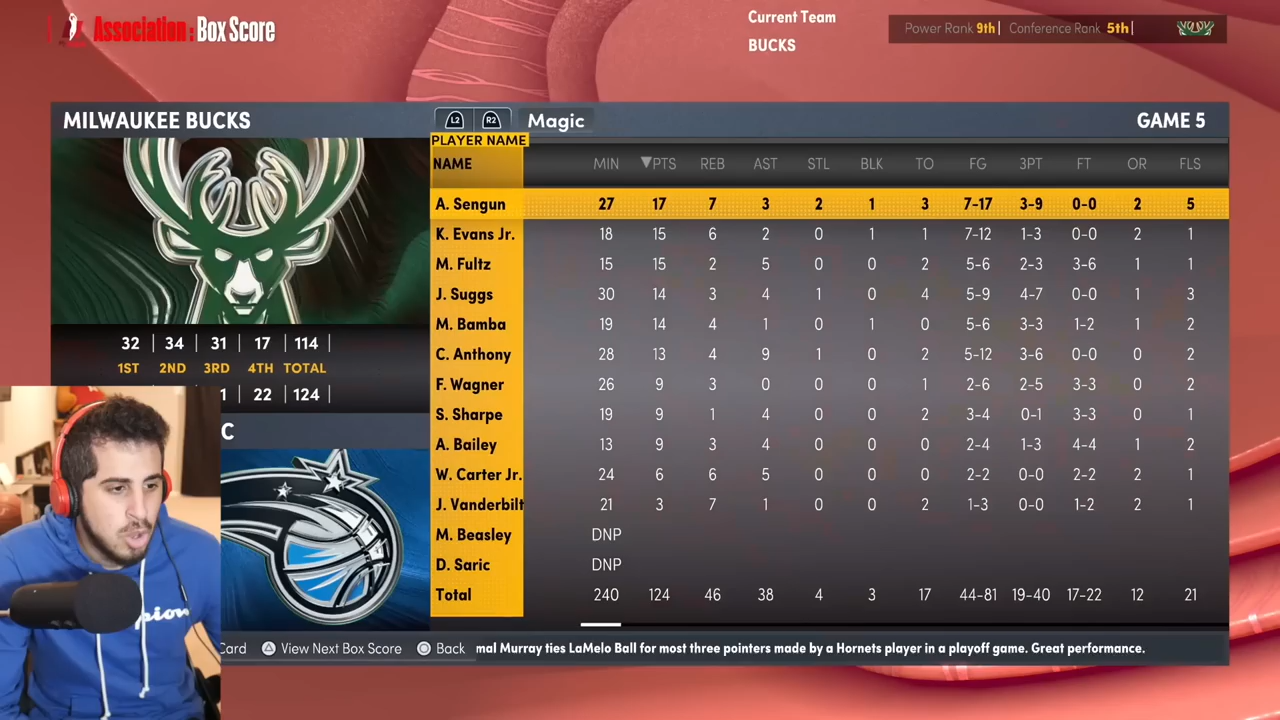 Association : Box Score
Current Team
BUCKS
Power Rank 9th | Conference Rank 5th |
MILWAUKEE BUCKS
L2 R2 Magic
GAME 5
PLAYER NAME
NAME MIN ▼PTS REB AST STL BLK TO FG 3PT FT OR FLS
A. Sengun 27 17 7 3 2 1 3 7-17 3-9 0-0 2 5
K. Evans Jr. 18 15 6 2 0 1 1 7-12 1-3 0-0 2 1
M. Fultz 15 15 2 5 0 0 2 5-6 2-3 3-6 1 1
J. Suggs 30 14 3 4 1 0 4 5-9 4-7 0-0 1 3
M. Bamba 19 14 4 1 0 1 0 5-6 3-3 1-2 1 2
C. Anthony 28 13 4 9 1 0 2 5-12 3-6 0-0 0 2
F. Wagner 26 9 3 0 0 0 1 2-6 2-5 3-3 0 2
S. Sharpe 19 9 1 4 0 0 2 3-4 0-1 3-3 0 1
A. Bailey 13 9 3 4 0 0 0 2-4 1-3 4-4 1 2
W. Carter Jr. 24 6 6 5 0 0 0 2-2 0-0 2-2 2 1
J. Vanderbilt 21 3 7 1 0 0 2 1-3 0-0 1-2 2 1
M. Beasley DNP
D. Saric DNP
Total 240 124 46 38 4 3 17 44-81 19-40 17-22 12 21
32 34 31 17 114
1ST 2ND 3RD 4TH TOTAL
1 22 124
C
pion
Card View Next Box Score Back
mal Murray ties LaMelo Ball for most three pointers made by a Hornets player in a playoff game. Great performance.